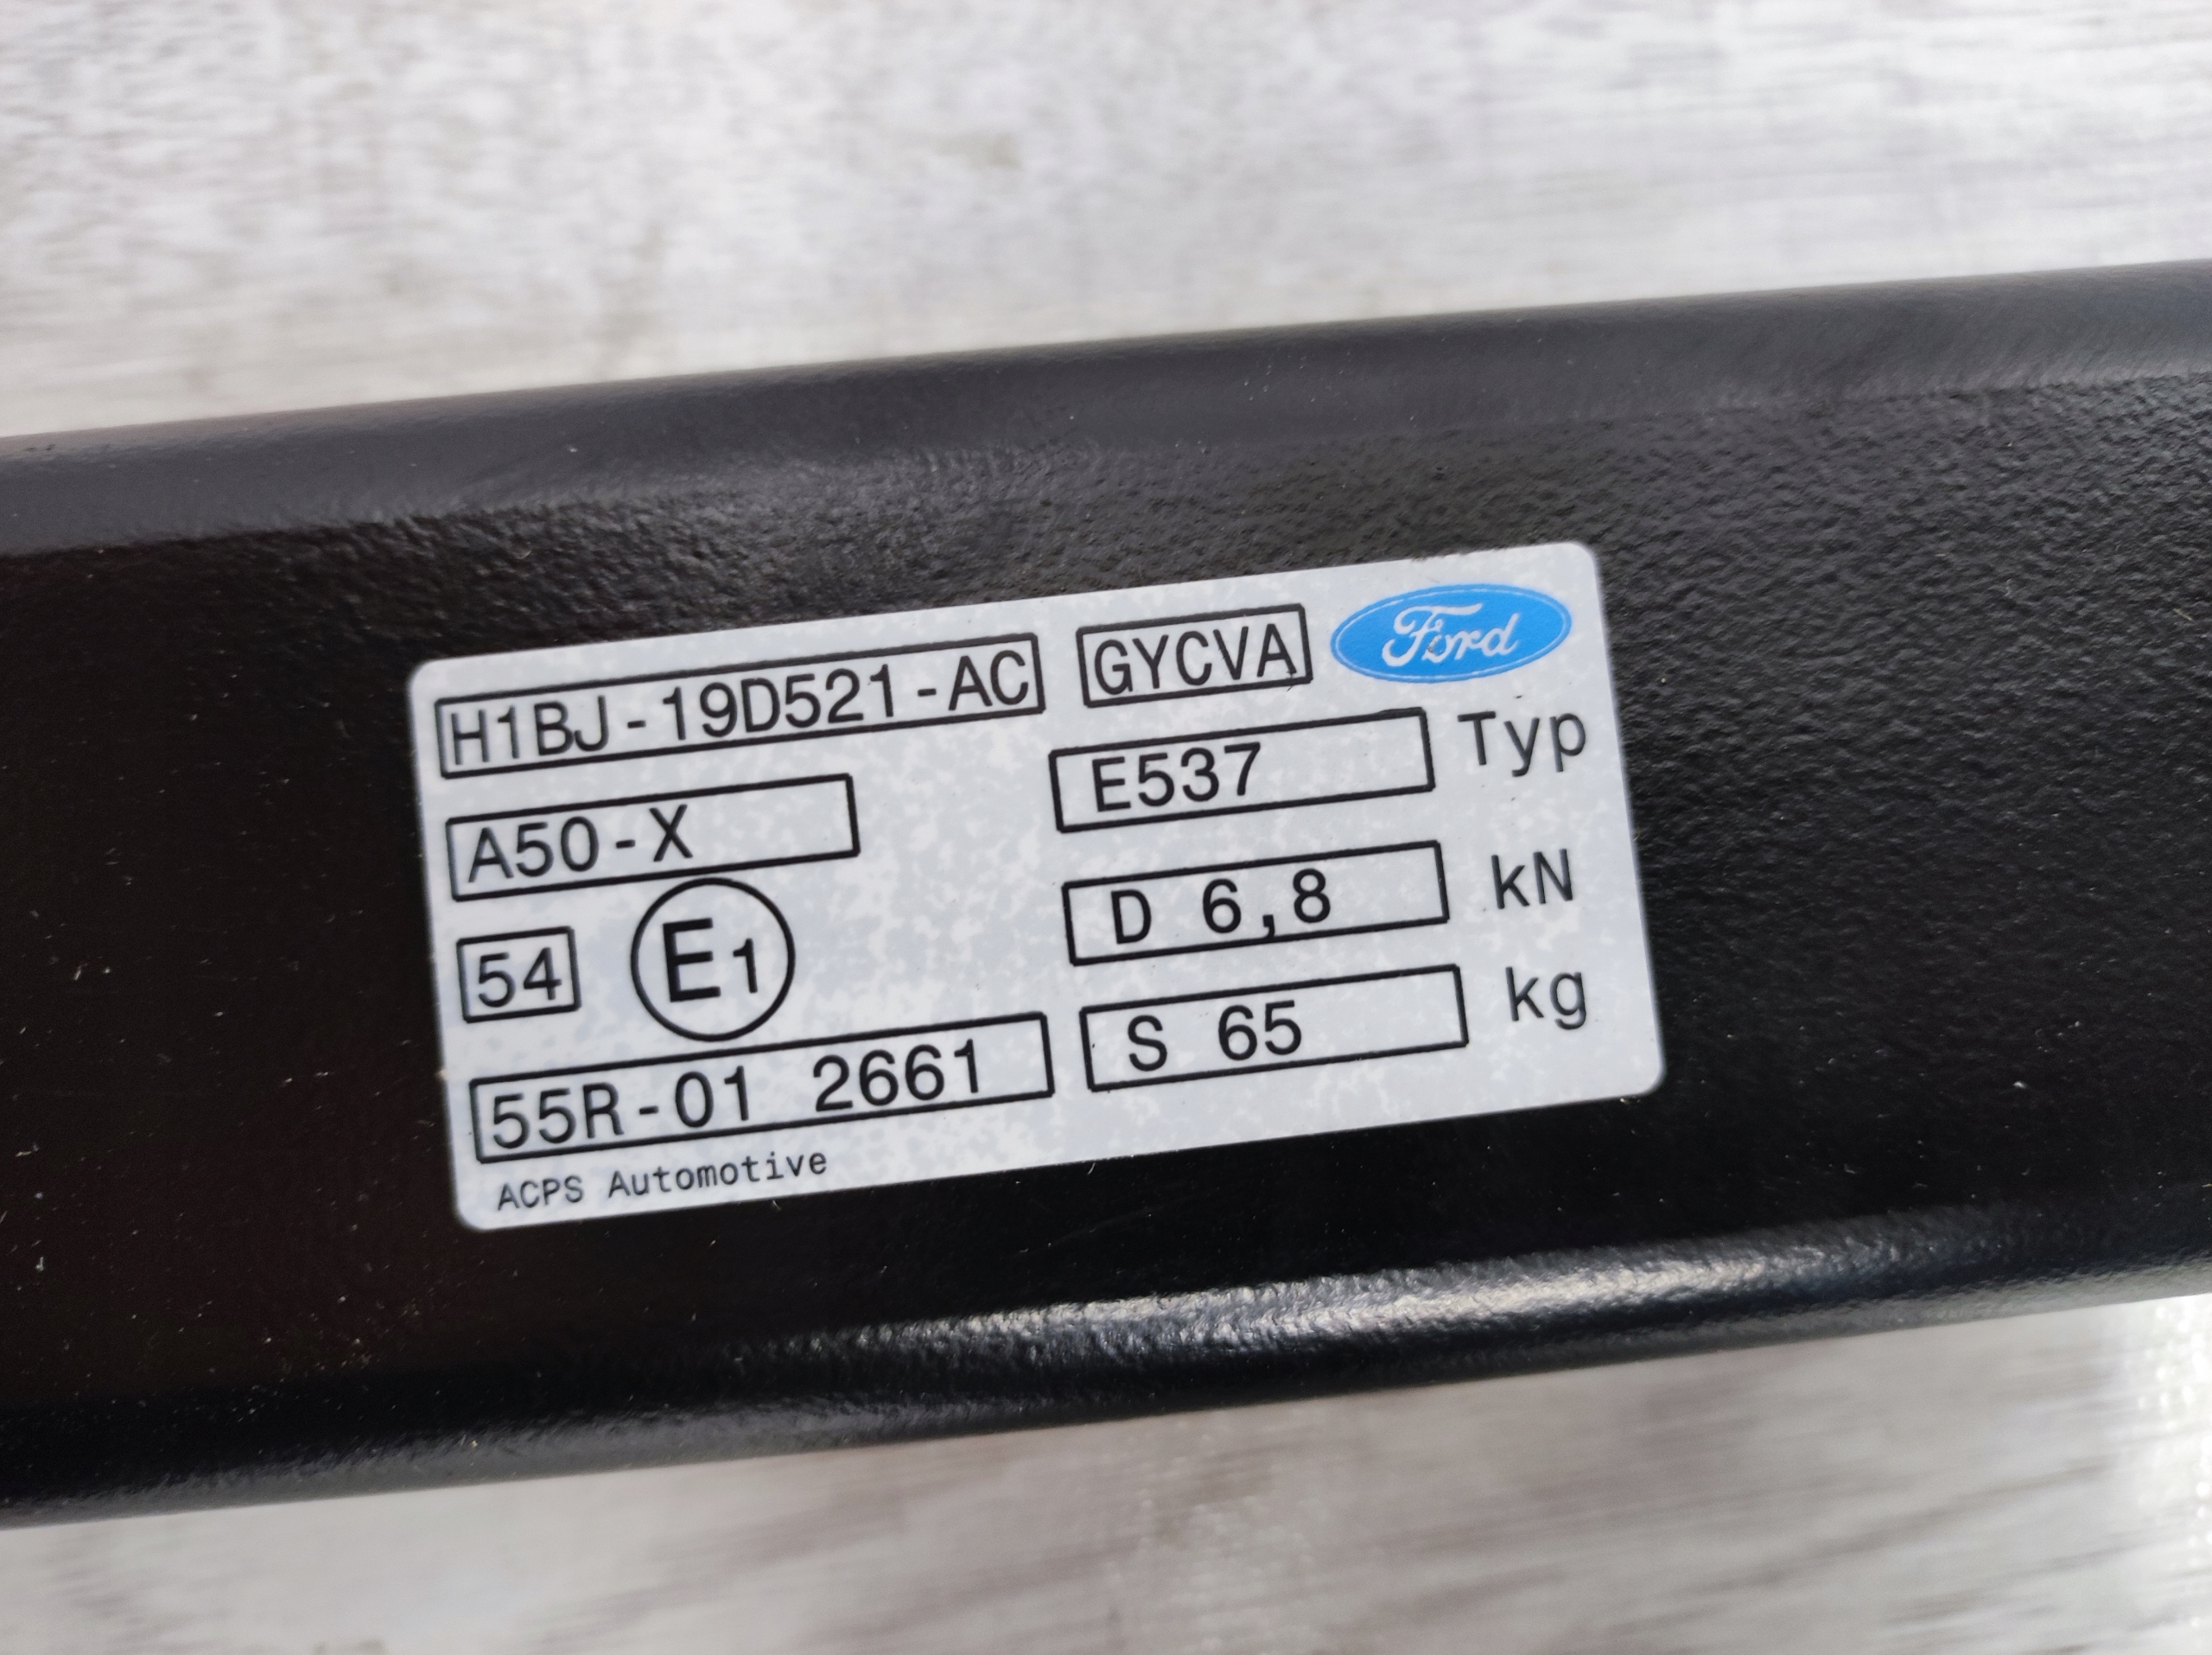 H1BJ-19D521-AC GYCVA Ford
E537 Typ
A50-X
D 6,8 kN
54 E1
S 65 kg
55R-01 2661
ACPS Automotive